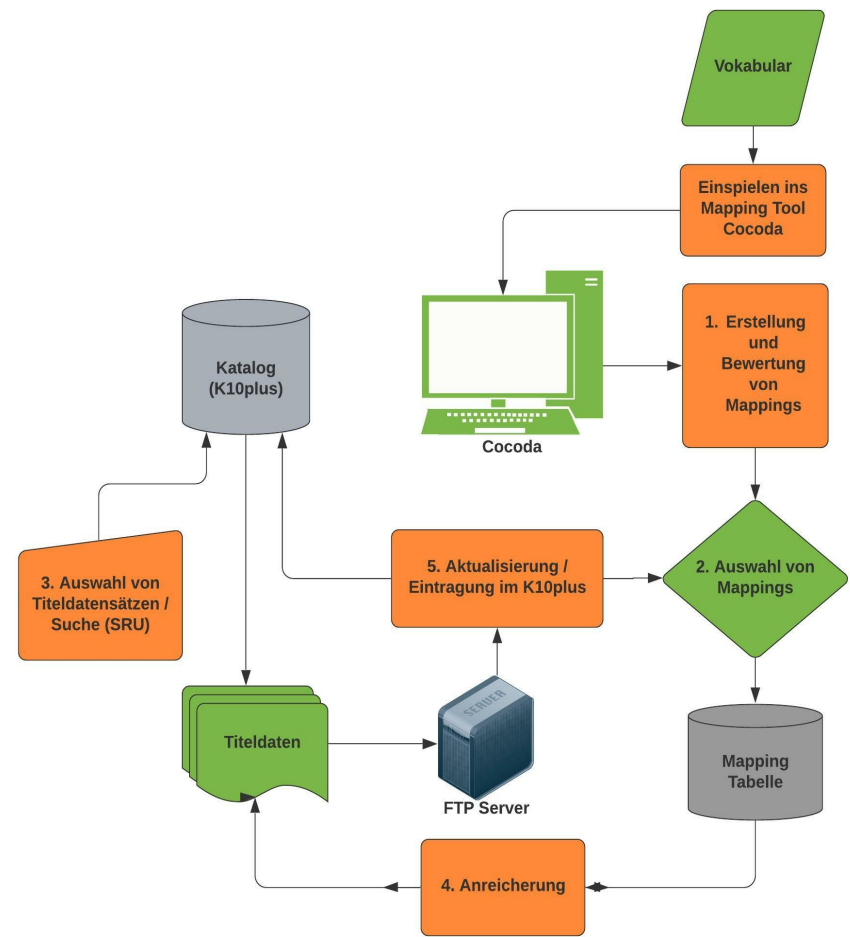 Vokabular
Einspielen ins
Mapping Tool
Cocoda
1. Erstellung
und
Bewertung
von
Mappings
Katalog
(K10plus)
Cocoda
5. Aktualisierung /
Eintragung im K10plus
2. Auswahl von
Mappings
3. Auswahl von
Titeldatensätzen /
Suche (SRU)
SERVER
Titeldaten
FTP Server
Mapping
Tabelle
4. Anreicherung